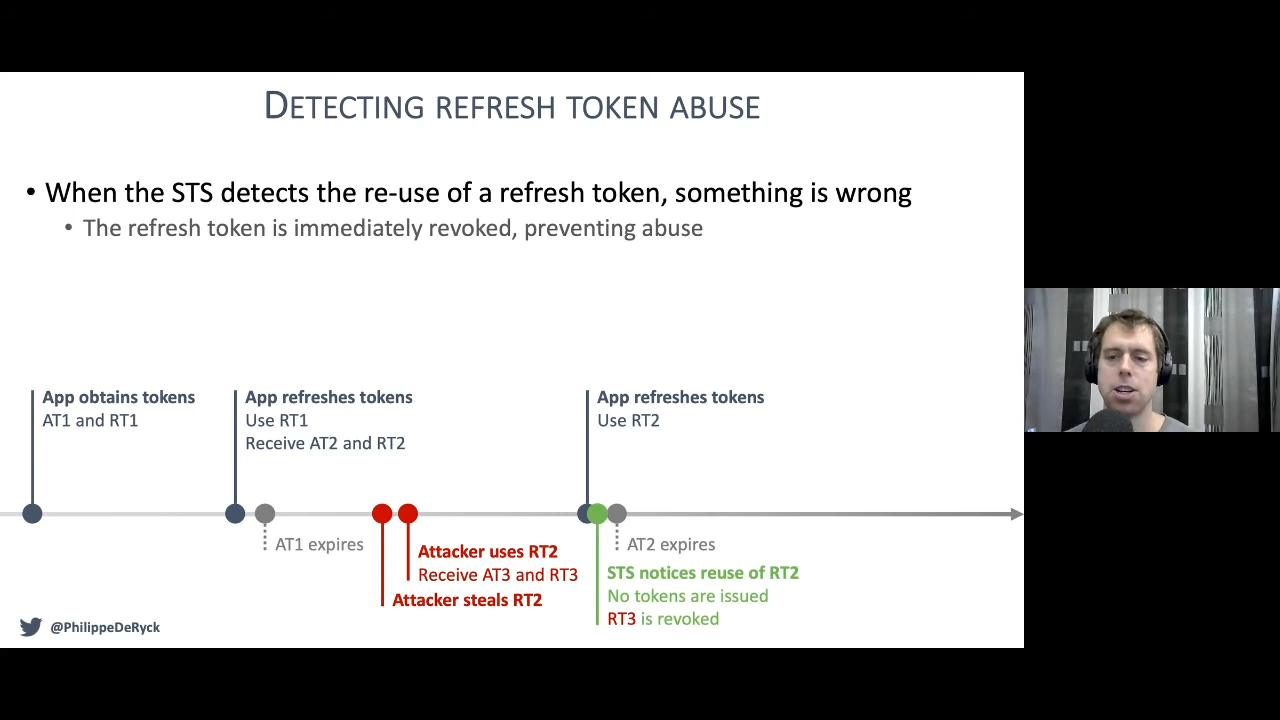 DETECTING REFRESH TOKEN ABUSE
• When the STS detects the re-use of a refresh token, something is wrong
• The refresh token is immediately revoked, preventing abuse
App obtains tokens
AT1 and RT1
App refreshes tokens
Use RT1
Receive AT2 and RT2
App refreshes tokens
Use RT2
AT1 expires
Attacker uses RT2
Receive AT3 and RT3
Attacker steals RT2
AT2 expires
STS notices reuse of RT2
No tokens are issued
RT3 is revoked
@PhilippeDeRyck